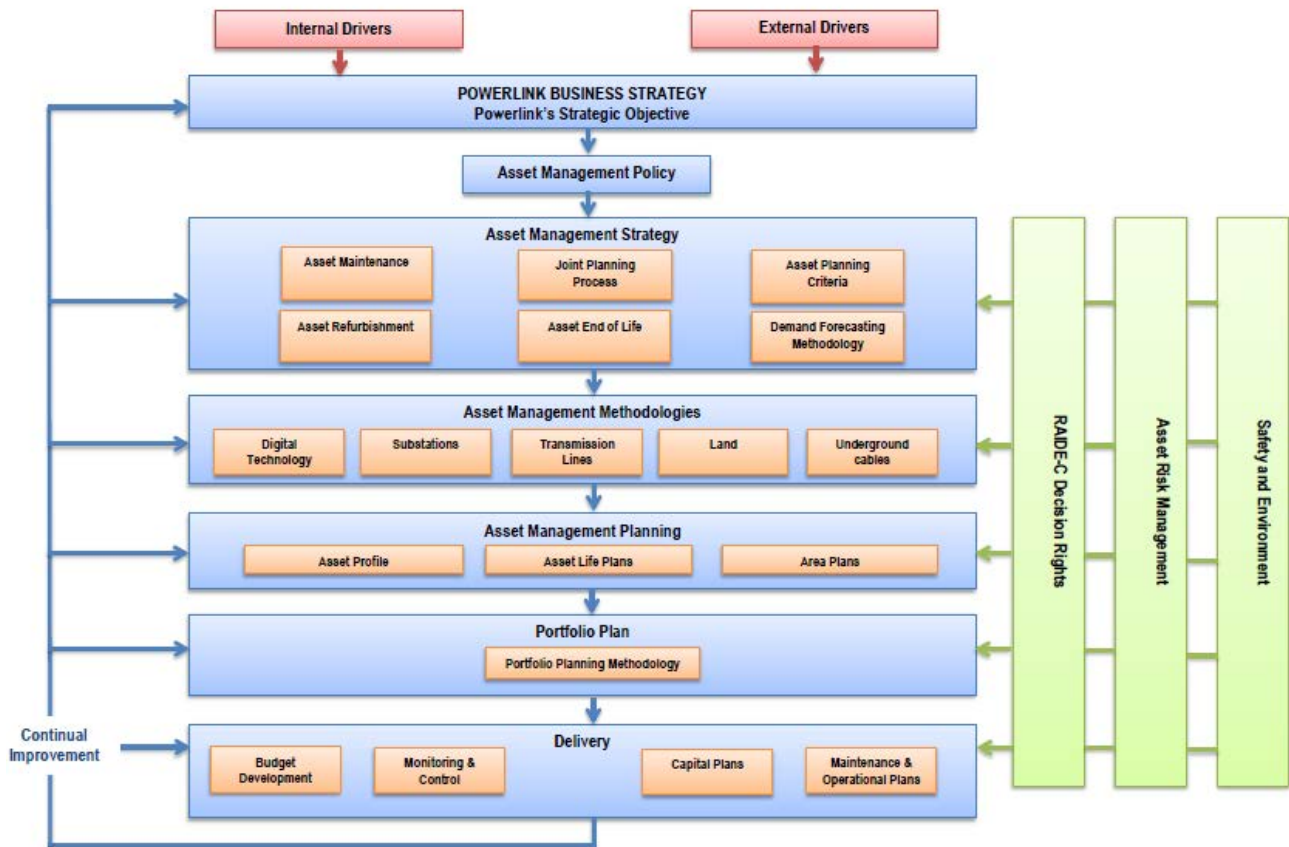 Internal Drivers
External Drivers
POWERLINK BUSINESS STRATEGY
Powerlink's Strategic Objective
Asset Management Policy
Asset Management Strategy
Asset Maintenance
Joint Planning
Process
Asset Planning
Criteria
Asset Refurbishment
Asset End of Life
Demand Forecasting
Methodology
Asset Management Methodologies
Digital
Technology
Substations
Transmission
Lines
Land
Underground
cables
Asset Management Planning
Asset Profile
Asset Life Plans
Area Plans
Portfolio Plan
Portfolio Planning Methodology
Delivery
Budget
Development
Monitoring &
Control
Capital Plans
Maintenance &
Operational Plans
Continual
Improvement
RAIDE-C Decision Rights
Asset Risk Management
Safety and Environment